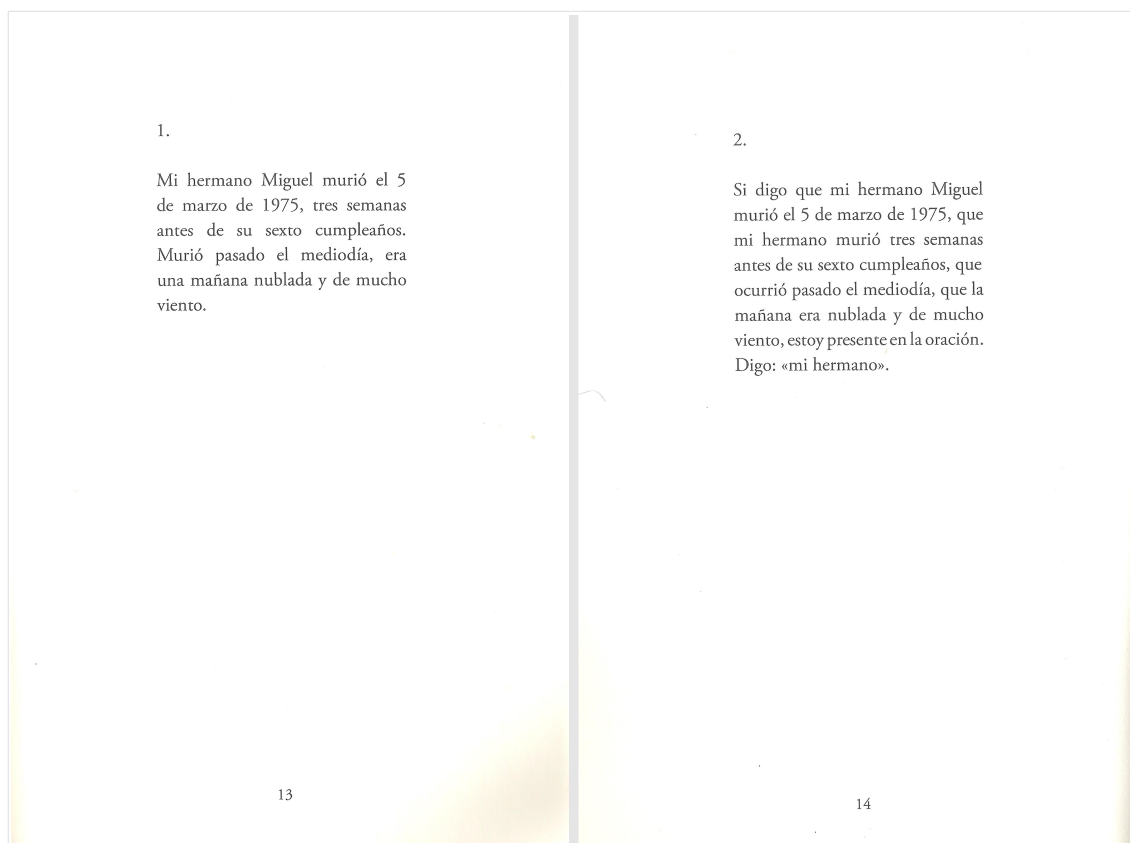 1.
Mi hermano Miguel murió el 5
de marzo de 1975, tres semanas
antes de su sexto cumpleaños.
Murió pasado el mediodía, era
una mañana nublada y de mucho
viento.
13
2.
Si digo que mi hermano Miguel
murió el 5 de marzo de 1975, que
mi hermano murió tres semanas
antes de su sexto cumpleaños, que
ocurrió pasado el mediodía, que la
mañana era nublada y de mucho
viento, estoy presente en la oración.
Digo: «mi hermano».
14